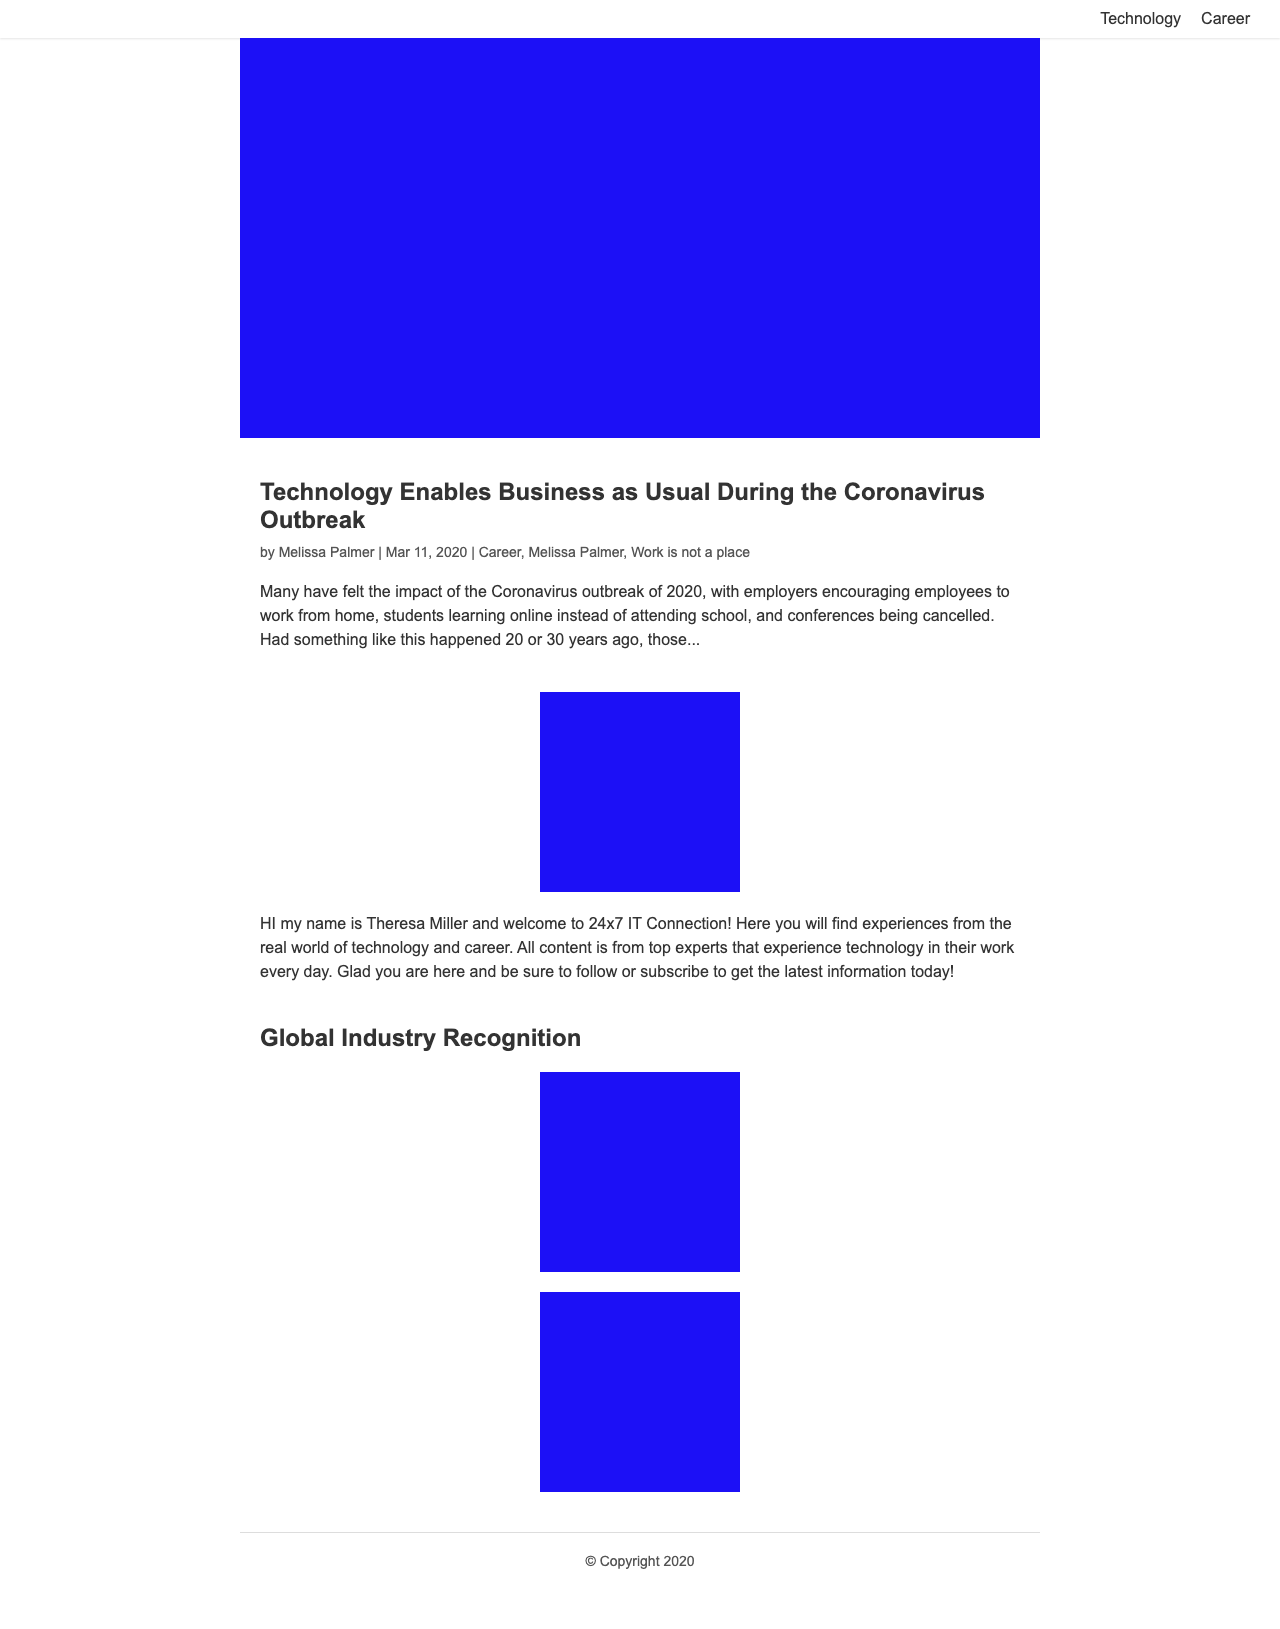 Technology Career
Technology Enables Business as Usual During the Coronavirus
Outbreak
by Melissa Palmer | Mar 11, 2020 | Career, Melissa Palmer, Work is not a place
Many have felt the impact of the Coronavirus outbreak of 2020, with employers encouraging employees to
work from home, students learning online instead of attending school, and conferences being cancelled.
Had something like this happened 20 or 30 years ago, those...
HI my name is Theresa Miller and welcome to 24x7 IT Connection! Here you will find experiences from the
real world of technology and career. All content is from top experts that experience technology in their work
every day. Glad you are here and be sure to follow or subscribe to get the latest information today!
Global Industry Recognition
© Copyright 2020